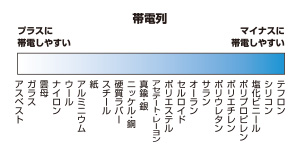 帯電列
プラスに
帯電しやすい
マイナスに
帯電しやすい
アスベスト
ガラス
雲母
ナイロン
ウール
アルミニウム
紙
スチール
硬質ラバー
ニッケル・銅
真鍮・銀
アセテートレーヨン
ポリエステル
セルロイド
オーラン
サラン
ポリウレタン
ポリエチレン
ポリプロピレン
塩化ビニール
シリコン
テフロン